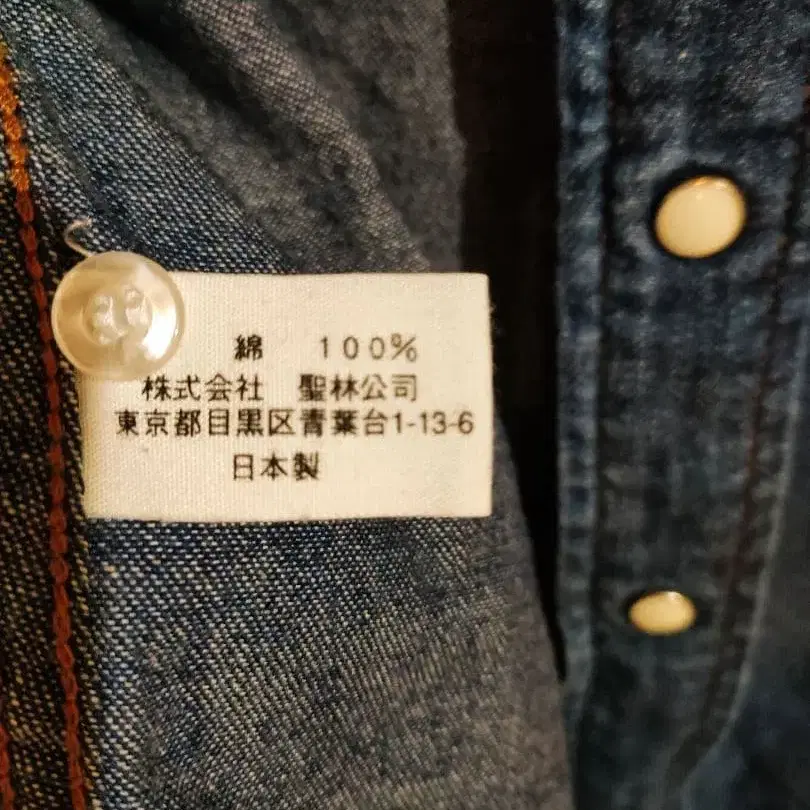 綿　１００％
株式会社　聖林公司
東京都目黒区青葉台1-13-6
日本製